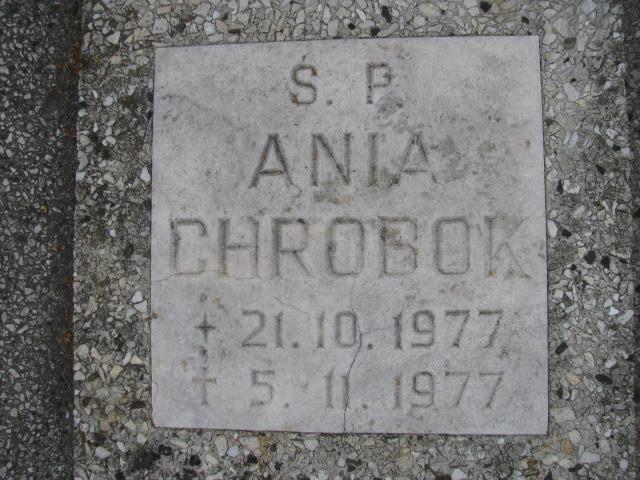 Ś. P.
ANIA
CHROBOK
* 21.10.1977
† 5.11.1977